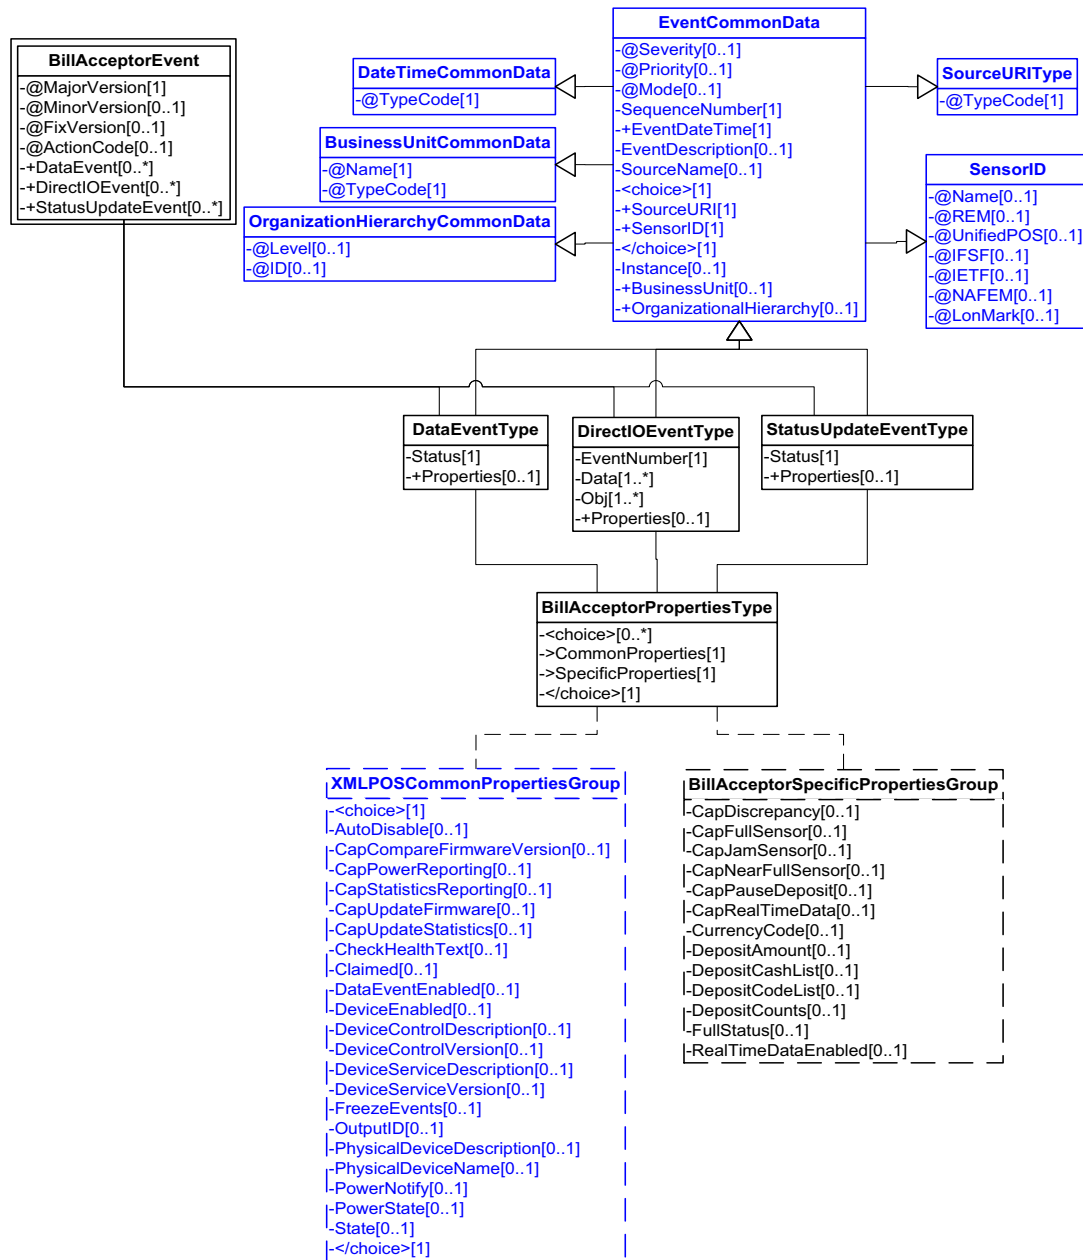 BillAcceptorEvent
-@MajorVersion[1]
-@MinorVersion[0..1]
-@FixVersion[0..1]
-@ActionCode[0..1]
-+DataEvent[0..*]
-+DirectIOEvent[0..*]
-+StatusUpdateEvent[0..*]
DateTimeCommonData
-@TypeCode[1]
BusinessUnitCommonData
-@Name[1]
-@TypeCode[1]
OrganizationHierarchyCommonData
-@Level[0..1]
-@ID[0..1]
EventCommonData
-@Severity[0..1]
-@Priority[0..1]
-@Mode[0..1]
-SequenceNumber[1]
-+EventDateTime[1]
-EventDescription[0..1]
-SourceName[0..1]
-<choice>[1]
-+SourceURI[1]
-+SensorID[1]
-</choice>[1]
-Instance[0..1]
-+BusinessUnit[0..1]
-+OrganizationalHierarchy[0..1]
SourceURIType
-@TypeCode[1]
SensorID
-@Name[0..1]
-@REM[0..1]
-@UnifiedPOS[0..1]
-@IFSF[0..1]
-@IETF[0..1]
-@NAFEM[0..1]
-@LonMark[0..1]
DataEventType
-Status[1]
-+Properties[0..1]
DirectIOEventType
-EventNumber[1]
-Data[1..*]
-Obj[1..*]
-+Properties[0..1]
StatusUpdateEventType
-Status[1]
-+Properties[0..1]
BillAcceptorPropertiesType
-<choice>[0..*]
->CommonProperties[1]
->SpecificProperties[1]
-</choice>[1]
XMLPOSCommonPropertiesGroup
-<choice>[1]
-AutoDisable[0..1]
-CapCompareFirmwareVersion[0..1]
-CapPowerReporting[0..1]
-CapStatisticsReporting[0..1]
-CapUpdateFirmware[0..1]
-CapUpdateStatistics[0..1]
-CheckHealthText[0..1]
-Claimed[0..1]
-DataEventEnabled[0..1]
-DeviceEnabled[0..1]
-DeviceControlDescription[0..1]
-DeviceControlVersion[0..1]
-DeviceServiceDescription[0..1]
-DeviceServiceVersion[0..1]
-FreezeEvents[0..1]
-OutputID[0..1]
-PhysicalDeviceDescription[0..1]
-PhysicalDeviceName[0..1]
-PowerNotify[0..1]
-PowerState[0..1]
-State[0..1]
-</choice>[1]
BillAcceptorSpecificPropertiesGroup
-CapDiscrepancy[0..1]
-CapFullSensor[0..1]
-CapJamSensor[0..1]
-CapNearFullSensor[0..1]
-CapPauseDeposit[0..1]
-CapRealTimeData[0..1]
-CurrencyCode[0..1]
-DepositAmount[0..1]
-DepositCashList[0..1]
-DepositCodeList[0..1]
-DepositCounts[0..1]
-FullStatus[0..1]
-RealTimeDataEnabled[0..1]